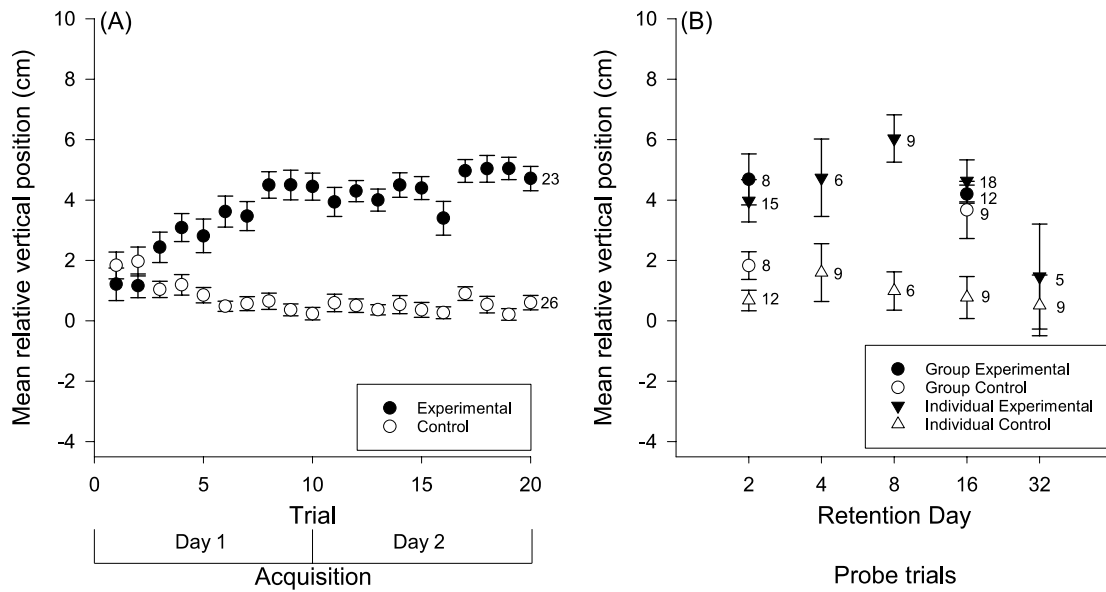 (A)
Mean relative vertical position (cm)
10
8
6
4
2
0
-2
-4
23
26
Experimental
Control
0 5 10 15 20
Trial
Day 1 Day 2
Acquisition
(B)
Mean relative vertical position (cm)
10
8
6
4
2
0
-2
-4
8
15
8
12
6
9
9
6
18
12
9
9
5
9
Group Experimental
Group Control
Individual Experimental
Individual Control
2 4 8 16 32
Retention Day
Probe trials